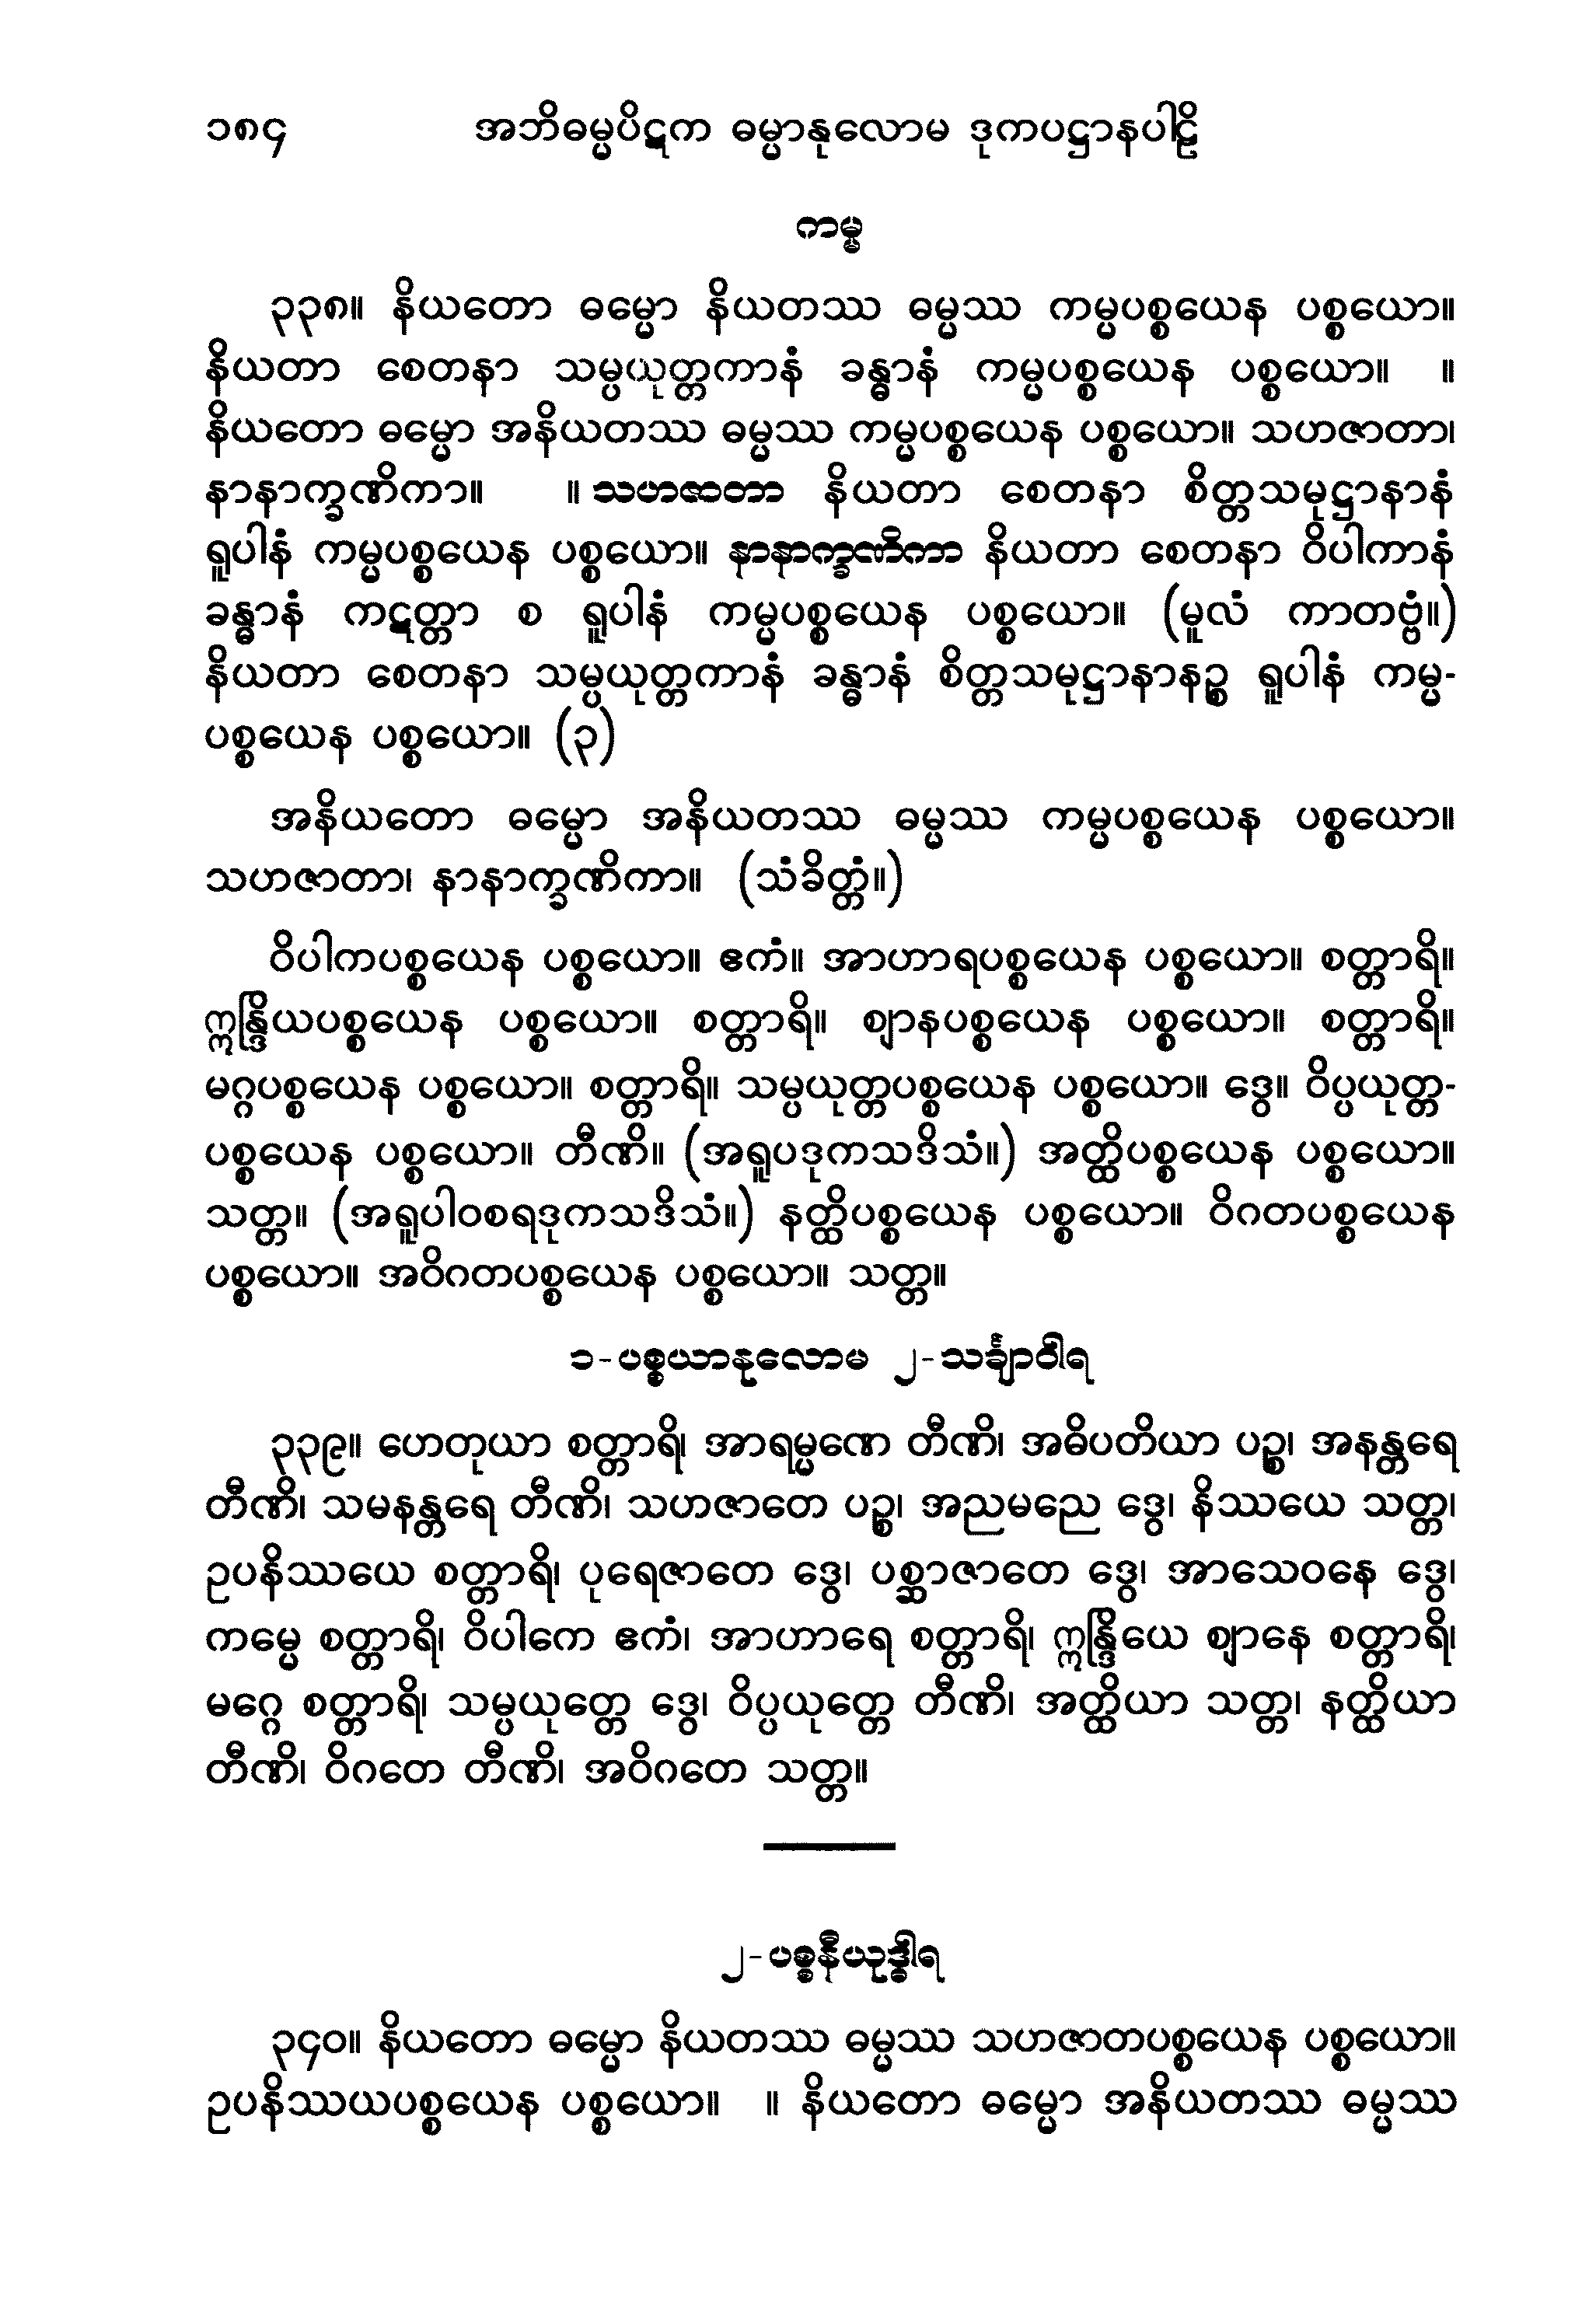 ၁၈၄ အဘိဓမ္မပိဋက ဓမ္မာနုလောမ ဒုကပဋ္ဌာနပါဠိ
ကမ္မ
၃၃၈။ နိယတော ဓမ္မော နိယတဿ ဓမ္မဿ ကမ္မပစ္စယေန ပစ္စယော။
နိယတာ စေတနာ သမ္ပယုတ္တကာနံ ခန္ဓာနံ ကမ္မပစ္စယေန ပစ္စယော။ ။
နိယတော ဓမ္မော အနိယတဿ ဓမ္မဿ ကမ္မပစ္စယေန ပစ္စယော။ သဟဇာတာ၊
နာနာက္ခဏိကာ။ ။ သဟဇာတာ နိယတာ စေတနာ စိတ္တသမုဋ္ဌာနာနံ
ရူပါနံ ကမ္မပစ္စယေန ပစ္စယော။ နာနာက္ခဏိကာ နိယတာ စေတနာ ဝိပါကာနံ
ခန္ဓာနံ ကဋတ္တာ စ ရူပါနံ ကမ္မပစ္စယေန ပစ္စယော။ (မူလံ ကာတဗ္ဗံ။)
နိယတာ စေတနာ သမ္ပယုတ္တကာနံ ခန္ဓာနံ စိတ္တသမုဋ္ဌာနာနဉ္စ ရူပါနံ ကမ္မ-
ပစ္စယေန ပစ္စယော။ (၃)
အနိယတော ဓမ္မော အနိယတဿ ဓမ္မဿ ကမ္မပစ္စယေန ပစ္စယော။
သဟဇာတာ၊ နာနာက္ခဏိကာ။ (သံခိတ္တံ။)
ဝိပါကပစ္စယေန ပစ္စယော။ ဧကံ။ အာဟာရပစ္စယေန ပစ္စယော။ စတ္တာရိ။
ဣန္ဒြိယပစ္စယေန ပစ္စယော။ စတ္တာရိ။ ဈာနပစ္စယေန ပစ္စယော။ စတ္တာရိ။
မဂ္ဂပစ္စယေန ပစ္စယော။ စတ္တာရိ။ သမ္ပယုတ္တပစ္စယေန ပစ္စယော။ ဒွေ။ ဝိပ္ပယုတ္တ-
ပစ္စယေန ပစ္စယော။ တီဏိ။ (အရူပဒုကသဒိသံ။) အတ္ထိပစ္စယေန ပစ္စယော။
သတ္တ။ (အရူပါဝစရဒုကသဒိသံ။) နတ္ထိပစ္စယေန ပစ္စယော။ ဝိဂတပစ္စယေန
ပစ္စယော။ အဝိဂတပစ္စယေန ပစ္စယော။ သတ္တ။
၁-ပစ္စယာနုလောမ ၂-သင်္ချာဝါရ
၃၃၉။ ဟေတုယာ စတ္တာရိ၊ အာရမ္မဏေ တီဏိ၊ အဓိပတိယာ ပဉ္စ၊ အနန္တရေ
တီဏိ၊ သမနန္တရေ တီဏိ၊ သဟဇာတေ ပဉ္စ၊ အညမညေ ဒွေ၊ နိဿယေ သတ္တ၊
ဥပနိဿယေ စတ္တာရိ၊ ပုရေဇာတေ ဒွေ၊ ပစ္ဆာဇာတေ ဒွေ၊ အာသေဝနေ ဒွေ၊
ကမ္မေ စတ္တာရိ၊ ဝိပါကေ ဧကံ၊ အာဟာရေ စတ္တာရိ၊ ဣန္ဒြိယေ ဈာနေ စတ္တာရိ၊
မဂ္ဂေ စတ္တာရိ၊ သမ္ပယုတ္တေ ဒွေ၊ ဝိပ္ပယုတ္တေ တီဏိ၊ အတ္ထိယာ သတ္တ၊ နတ္ထိယာ
တီဏိ၊ ဝိဂတေ တီဏိ၊ အဝိဂတေ သတ္တ။
၂-ပစ္စနီယုဒ္ဓါရ
၃၄၀။ နိယတော ဓမ္မော နိယတဿ ဓမ္မဿ သဟဇာတပစ္စယေန ပစ္စယော။
ဥပနိဿယပစ္စယေန ပစ္စယော။ ။ နိယတော ဓမ္မော အနိယတဿ ဓမ္မဿ